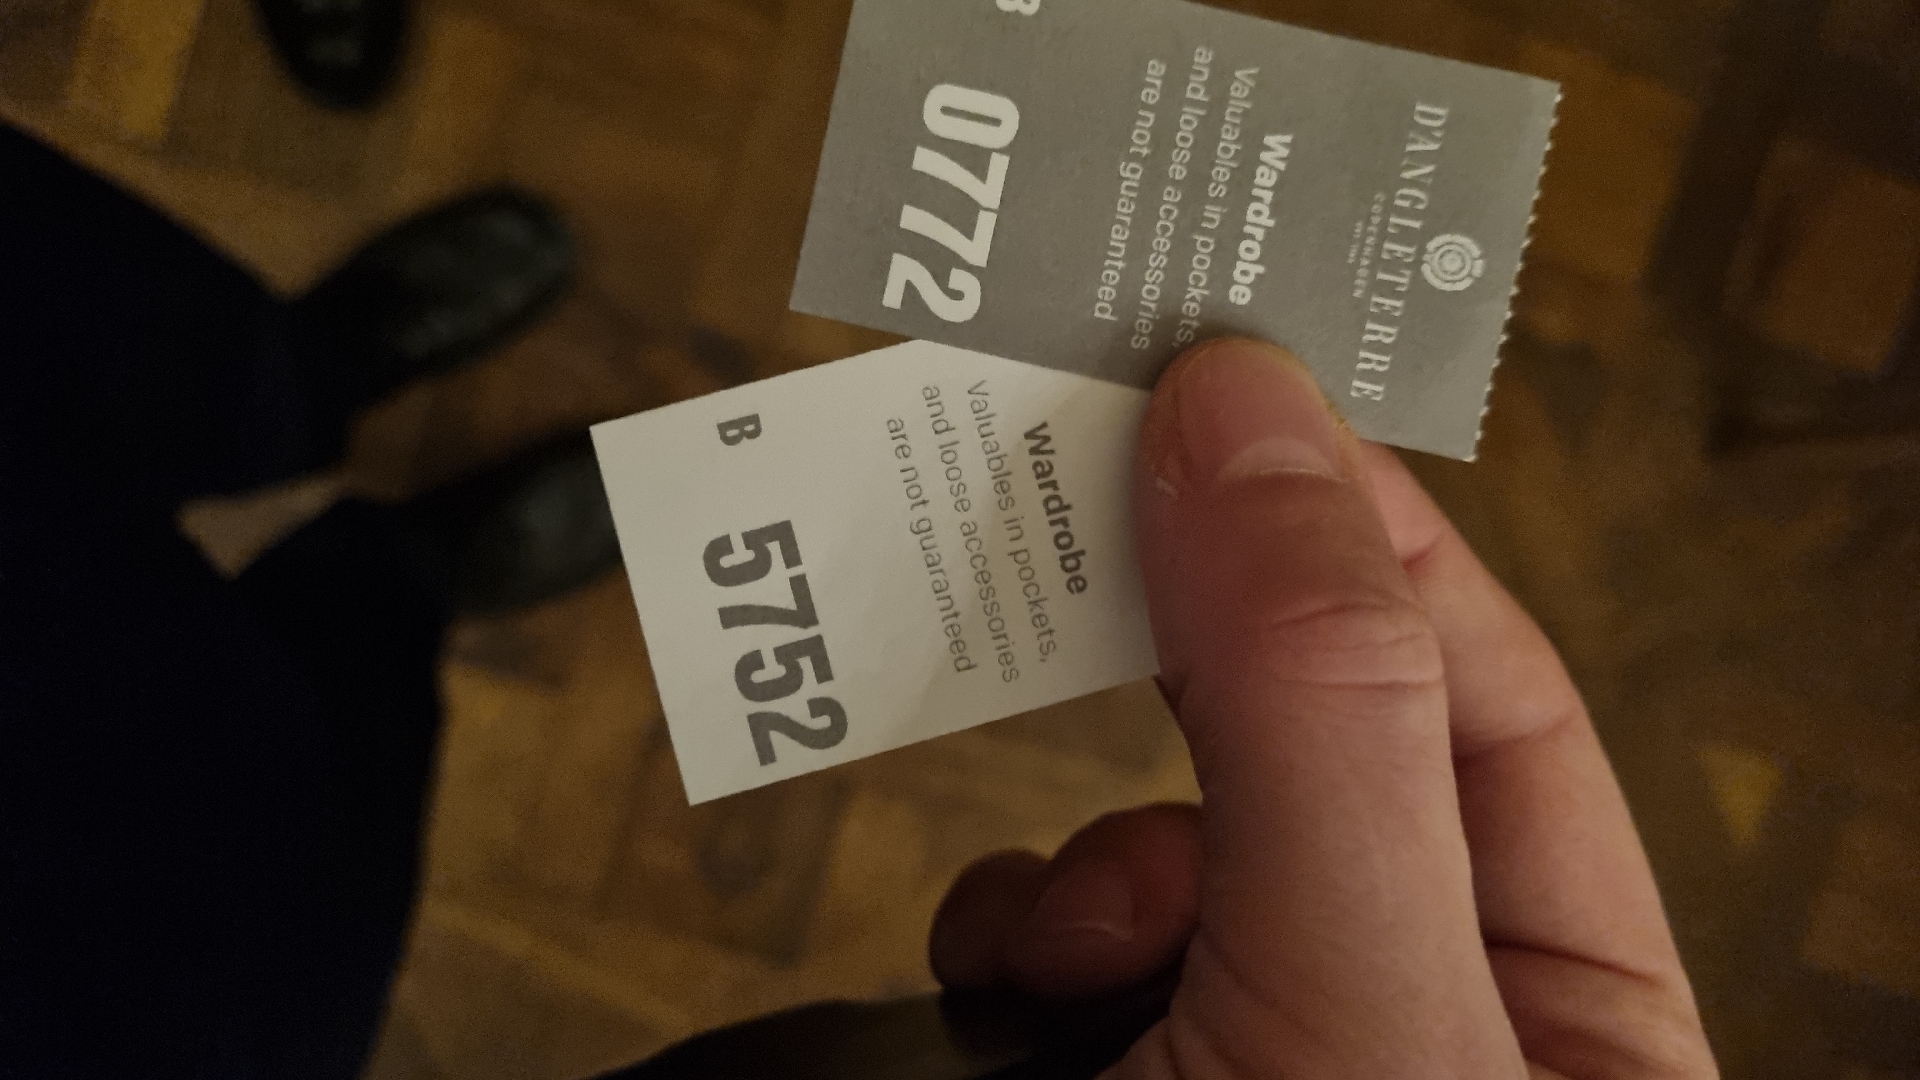 D'ANGLETERRE
COPENHAGEN
Wardrobe
Valuables in pockets,
and loose accessories
are not guaranteed
B 0772
Wardrobe
Valuables in pockets,
and loose accessories
are not guaranteed
B 5752